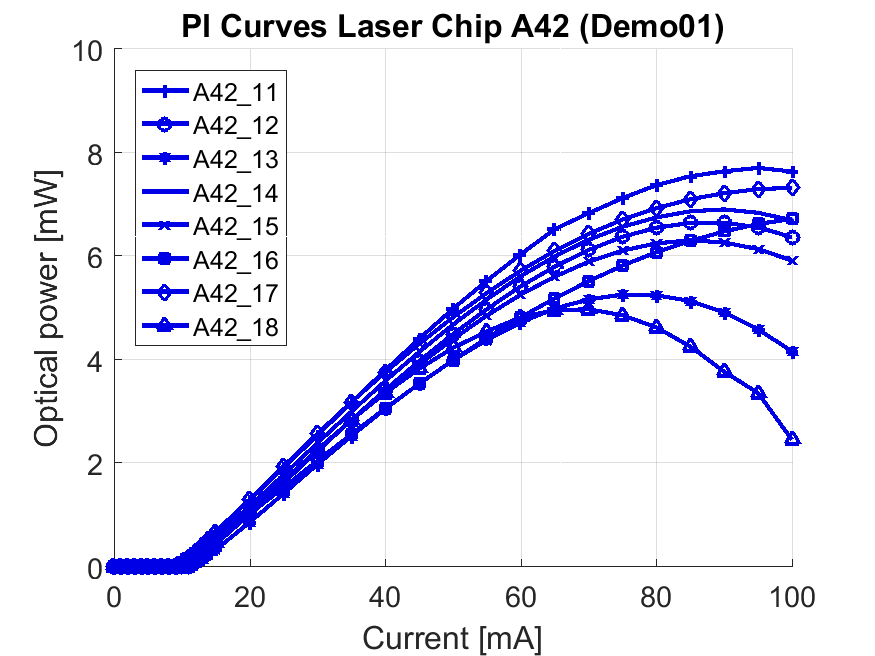 PI Curves Laser Chip A42 (Demo01)
10
8
6
4
2
0
Optical power [mW]
A42_11
A42_12
A42_13
A42_14
A42_15
A42_16
A42_17
A42_18
0 20 40 60 80 100
Current [mA]